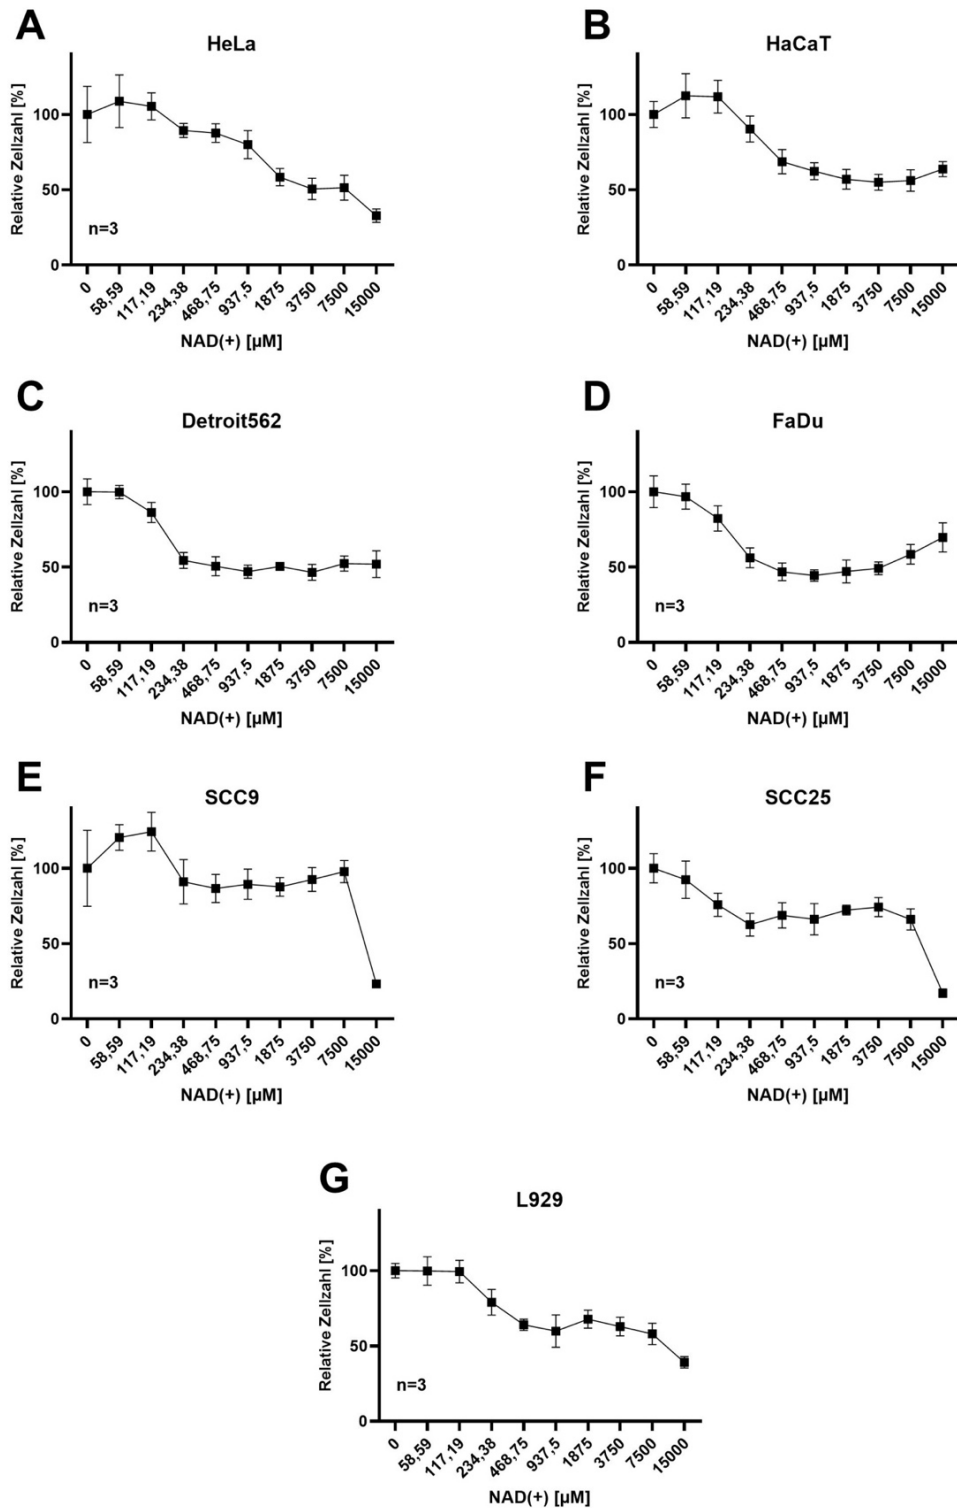 A
HeLa
Relative Zellzahl [%]
100
50
0
n=3
0
58,59
117,19
234,38
468,75
937,5
1875
3750
7500
15000
NAD(+) [µM]
B
HaCaT
Relative Zellzahl [%]
100
50
0
0
58,59
117,19
234,38
468,75
937,5
1875
3750
7500
15000
NAD(+) [µM]
C
Detroit562
Relative Zellzahl [%]
100
50
0
n=3
0
58,59
117,19
234,38
468,75
937,5
1875
3750
7500
15000
NAD(+) [µM]
D
FaDu
Relative Zellzahl [%]
100
50
0
n=3
0
58,59
117,19
234,38
468,75
937,5
1875
3750
7500
15000
NAD(+) [µM]
E
SCC9
Relative Zellzahl [%]
100
50
0
n=3
0
58,59
117,19
234,38
468,75
937,5
1875
3750
7500
15000
NAD(+) [µM]
F
SCC25
Relative Zellzahl [%]
100
50
0
n=3
0
58,59
117,19
234,38
468,75
937,5
1875
3750
7500
15000
NAD(+) [µM]
G
L929
Relative Zellzahl [%]
100
50
0
n=3
0
58,59
117,19
234,38
468,75
937,5
1875
3750
7500
15000
NAD(+) [µM]